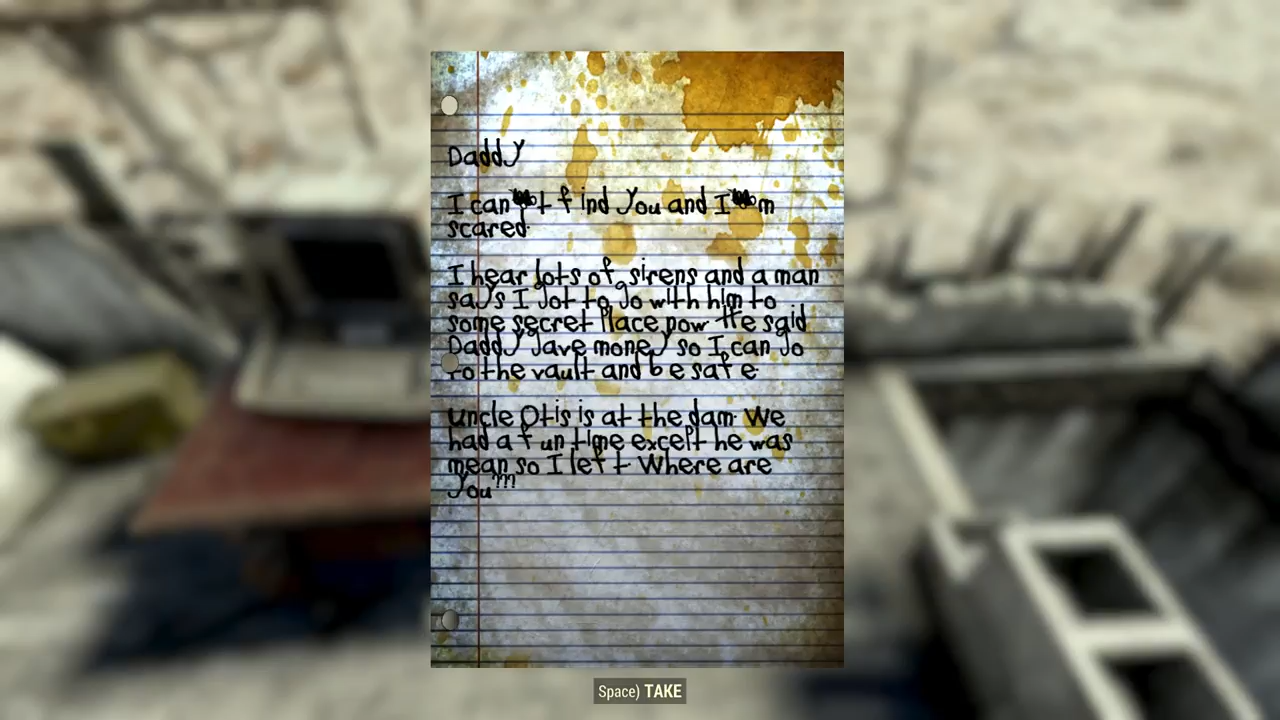 Daddy
I can t find you and I m
scared
I hear lots of sirens and a man
says I got to go with him to
some secret place now He said
Daddy gave money so I can go
to the vault and be safe
Uncle Otis is at the dam We
had a fun time except he was
mean so I left Where are
you???
Space) TAKE